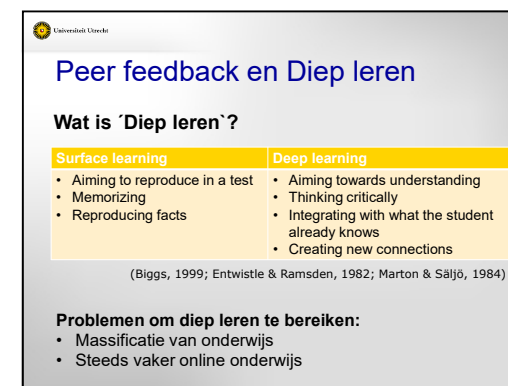 Universiteit Utrecht
Peer feedback en Diep leren
Wat is ´Diep leren`?
Surface learning
• Aiming to reproduce in a test
• Memorizing
• Reproducing facts
Deep learning
• Aiming towards understanding
• Thinking critically
• Integrating with what the student
already knows
• Creating new connections
(Biggs, 1999; Entwistle & Ramsden, 1982; Marton & Säljö, 1984)
Problemen om diep leren te bereiken:
• Massificatie van onderwijs
• Steeds vaker online onderwijs